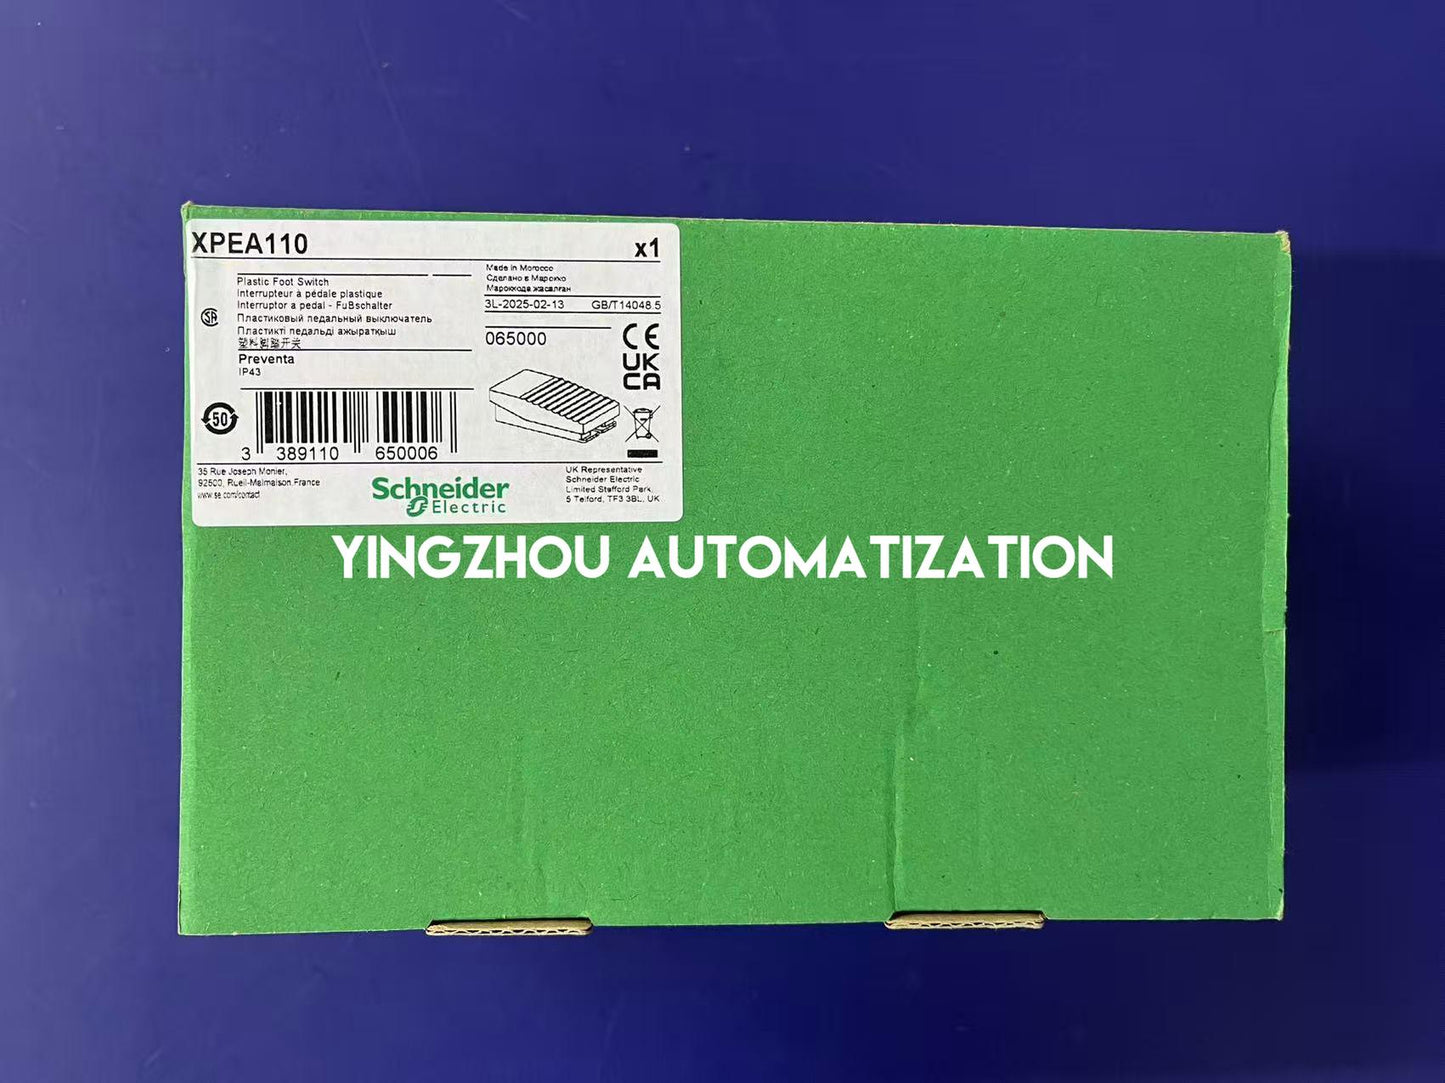 XPEA110
x1
Plastic Foot Switch
Interrupteur à pédale plastique
Interruptor a pedal - Fußschalter
Пластиковый педальный выключатель
Пластикті педальді ажыратқыш
塑料脚踏开关
Preventa
IP43
Made in Morocco
Сделано в Марокко
Мароккода жасалған
3L-2025-02-13 GB/T14048.5
065000
CE
UK
CA
SA
50
3 389110 650006
35 Rue Joseph Monier,
92500, Rueil-Malmaison,France
www.se.com/contact
Schneider
Electric
UK Representative
Schneider Electric
Limited Stafford Park,
5 Telford, TF3 3BL, UK
YINGZHOU AUTOMATIZATION